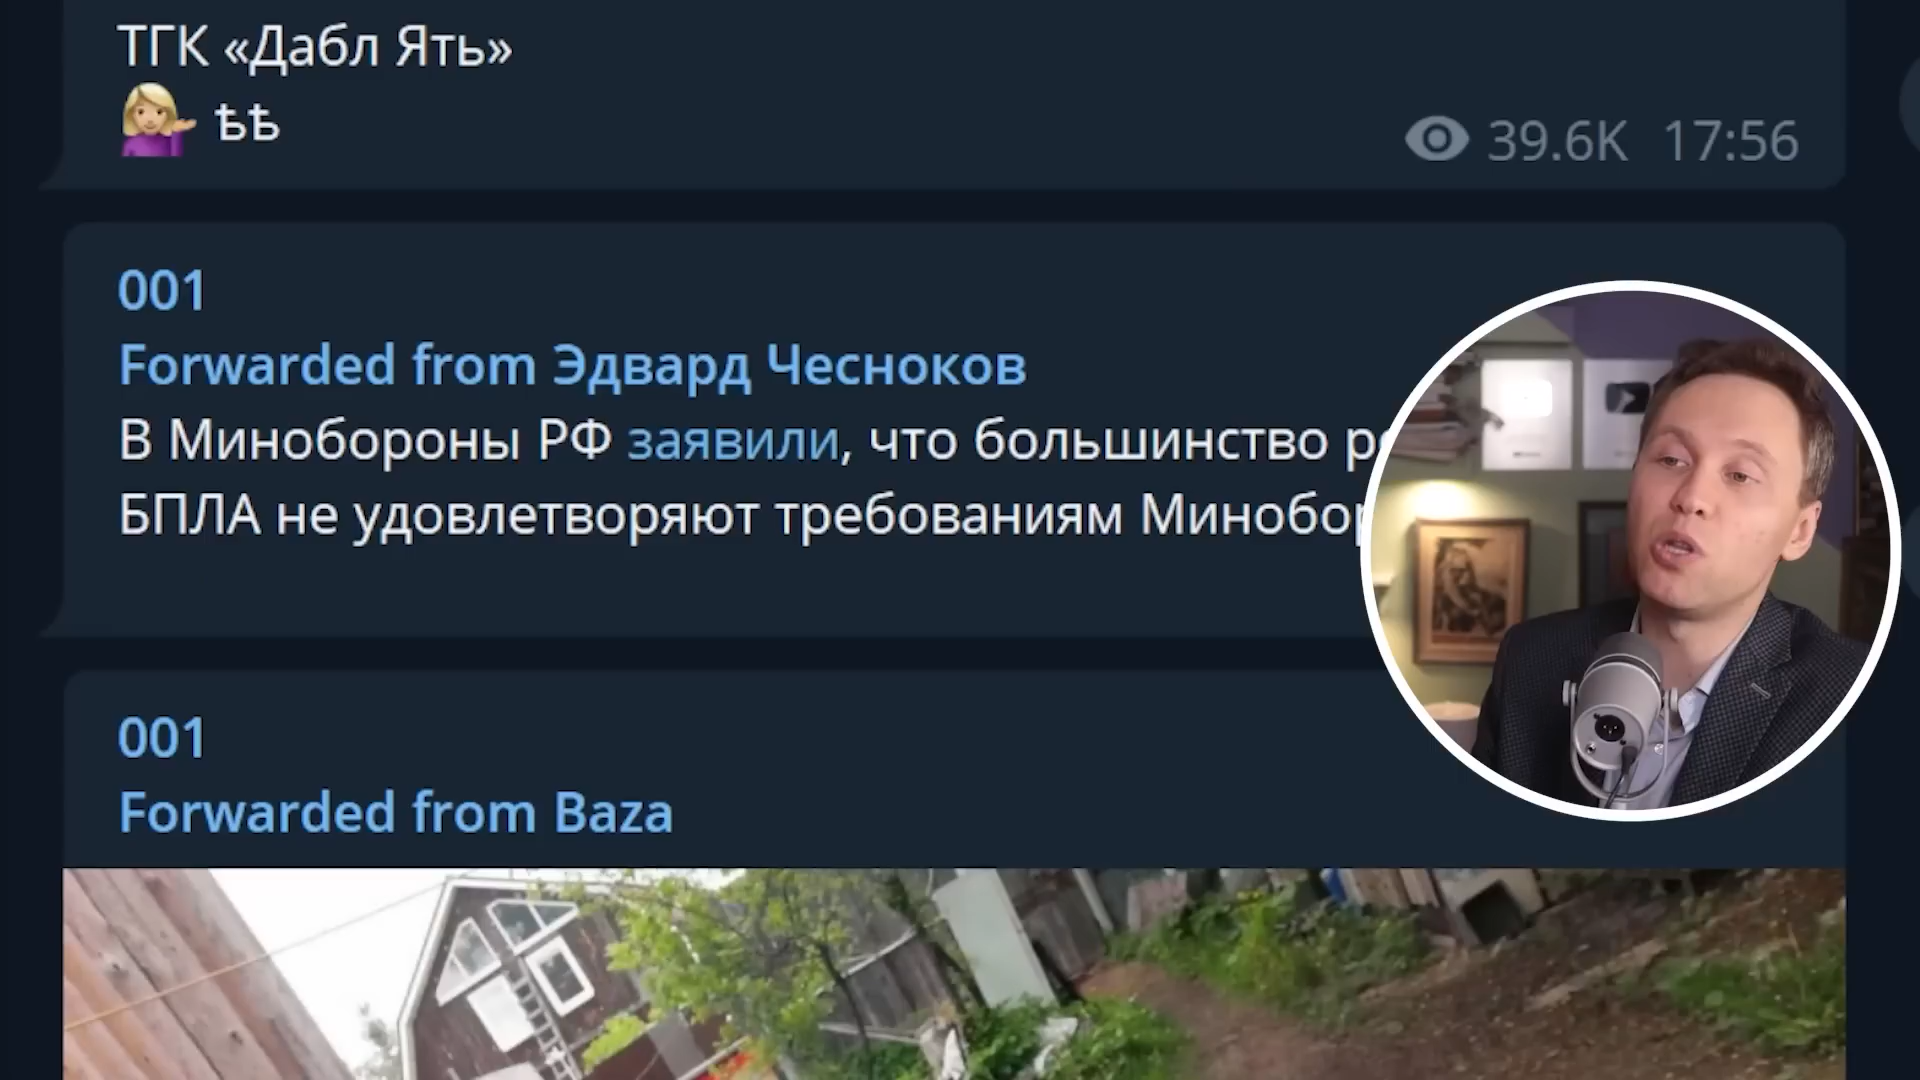 ТГК «Дабл Ять»
ѣѣ
39.6K 17:56
001
Forwarded from Эдвард Чесноков
В Минобороны РФ заявили, что большинство
БПЛА не удовлетворяют требованиям
001
Forwarded from Baza